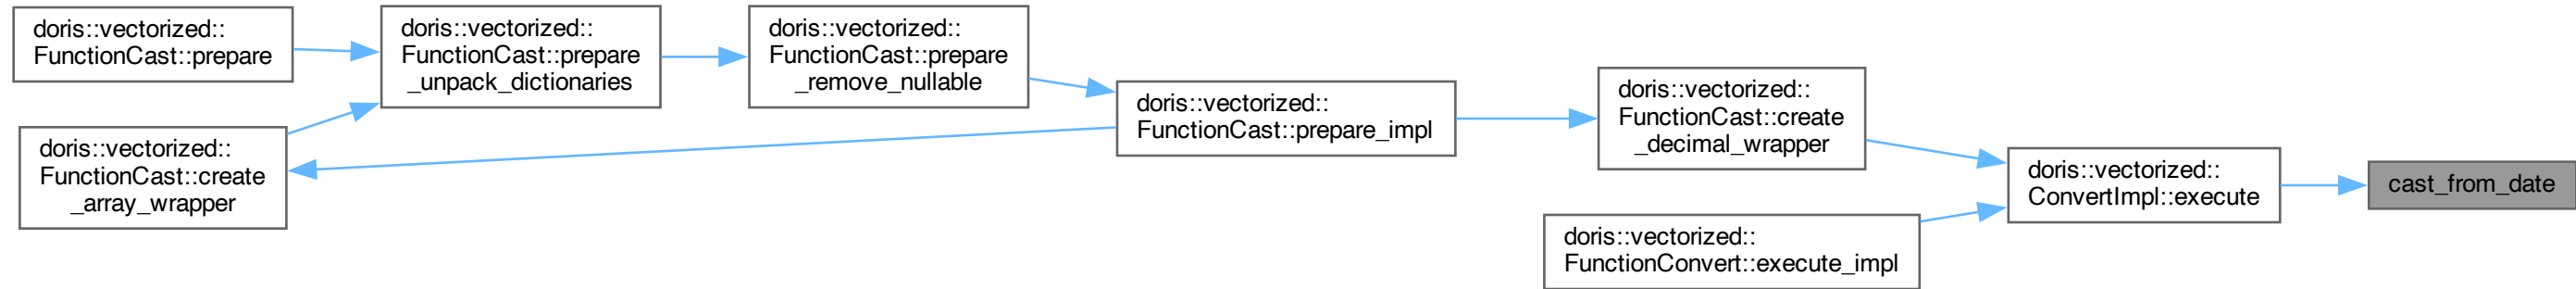 doris::vectorized::
FunctionCast::prepare
doris::vectorized::
FunctionCast::create
_array_wrapper
doris::vectorized::
FunctionCast::prepare
_unpack_dictionaries
doris::vectorized::
FunctionCast::prepare
_remove_nullable
doris::vectorized::
FunctionCast::prepare_impl
doris::vectorized::
FunctionCast::create
_decimal_wrapper
doris::vectorized::
FunctionConvert::execute_impl
doris::vectorized::
ConvertImpl::execute
cast_from_date